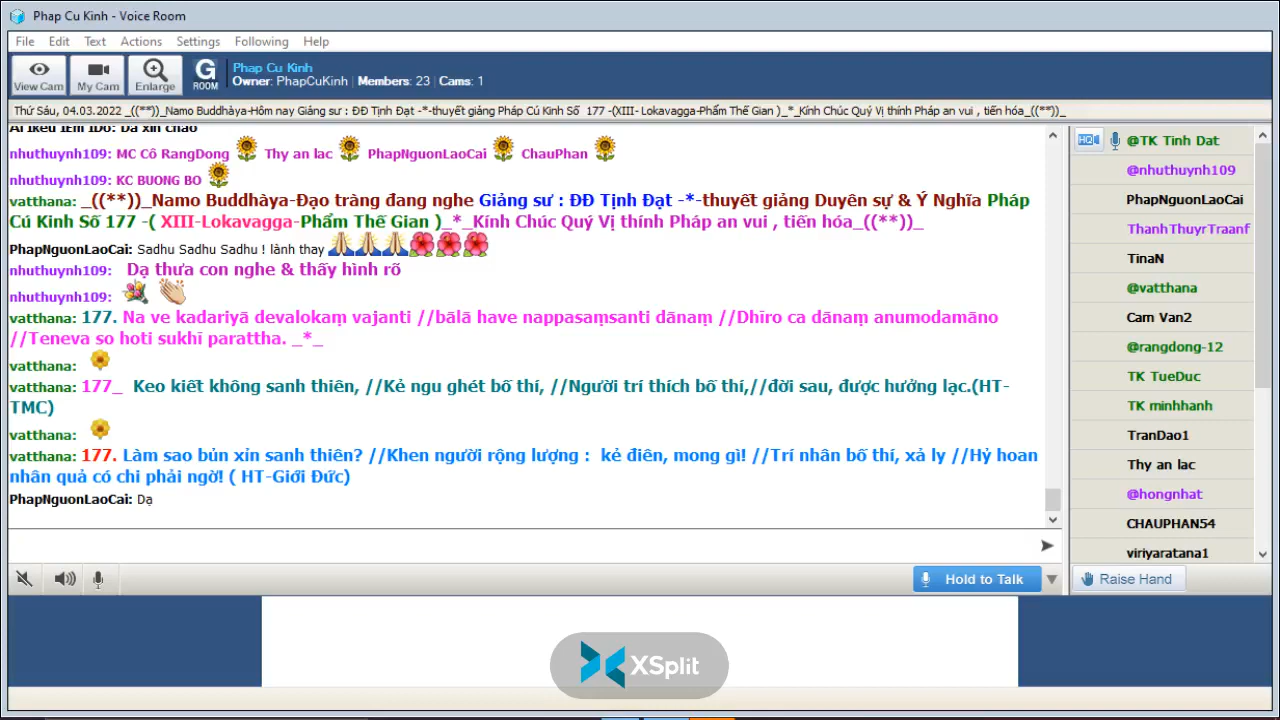 Phap Cu Kinh - Voice Room
File Edit Text Actions Settings Following Help
View Cam My Cam Enlarge G ROOM
Phap Cu Kinh
Owner: PhapCuKinh | Members: 23 | Cams: 1
Thứ Sáu, 04.03.2022 _((**))_Namo Buddhàya-Hôm nay Giảng sư : ĐĐ Tịnh Đạt -*-thuyết giảng Pháp Cú Kinh Số 177 -(XIII- Lokavagga-Phẩm Thế Gian )_*_Kính Chúc Quý Vị thính Pháp an vui , tiến hóa_((**))_
nhuthuynh109: MC Cô RangDong Thy an lac PhapNguonLaoCai ChauPhan
nhuthuynh109: KC BUONG BO
vatthana: _((**))_Namo Buddhàya-Đạo tràng đang nghe Giảng sư : ĐĐ Tịnh Đạt -*-thuyết giảng Duyên sự & Ý Nghĩa Pháp
Cú Kinh Số 177 -( XIII-Lokavagga-Phẩm Thế Gian )_*_Kính Chúc Quý Vị thính Pháp an vui , tiến hóa_((**))_
PhapNguonLaoCai: Sadhu Sadhu Sadhu ! lành thay
nhuthuynh109: Dạ thưa con nghe & thấy hình rõ
nhuthuynh109:
vatthana: 177. Na ve kadariyā devalokaṃ vajanti //bālā have nappasaṃsanti dānaṃ //Dhīro ca dānaṃ anumodamāno
//Teneva so hoti sukhī parattha. _*_
vatthana:
vatthana: 177_ Keo kiết không sanh thiên, //Kẻ ngu ghét bố thí, //Người trí thích bố thí,//đời sau, được hưởng lạc.(HT-
TMC)
vatthana:
vatthana: 177. Làm sao bủn xỉn sanh thiên? //Khen người rộng lượng : kẻ điên, mong gì! //Trí nhân bố thí, xả ly //Hỷ hoan
nhân quả có chi phải ngờ! ( HT-Giới Đức)
PhapNguonLaoCai: Dạ
HQ @TK Tinh Dat
@nhuthuynh109
PhapNguonLaoCai
ThanhThuyrTraanf
TinaN
@vatthana
Cam Van2
@rangdong-12
TK TueDuc
TK minhhanh
TranDao1
Thy an lac
@hongnhat
CHAUPHAN54
viriyaratana1
Hold to Talk
Raise Hand
XSplit